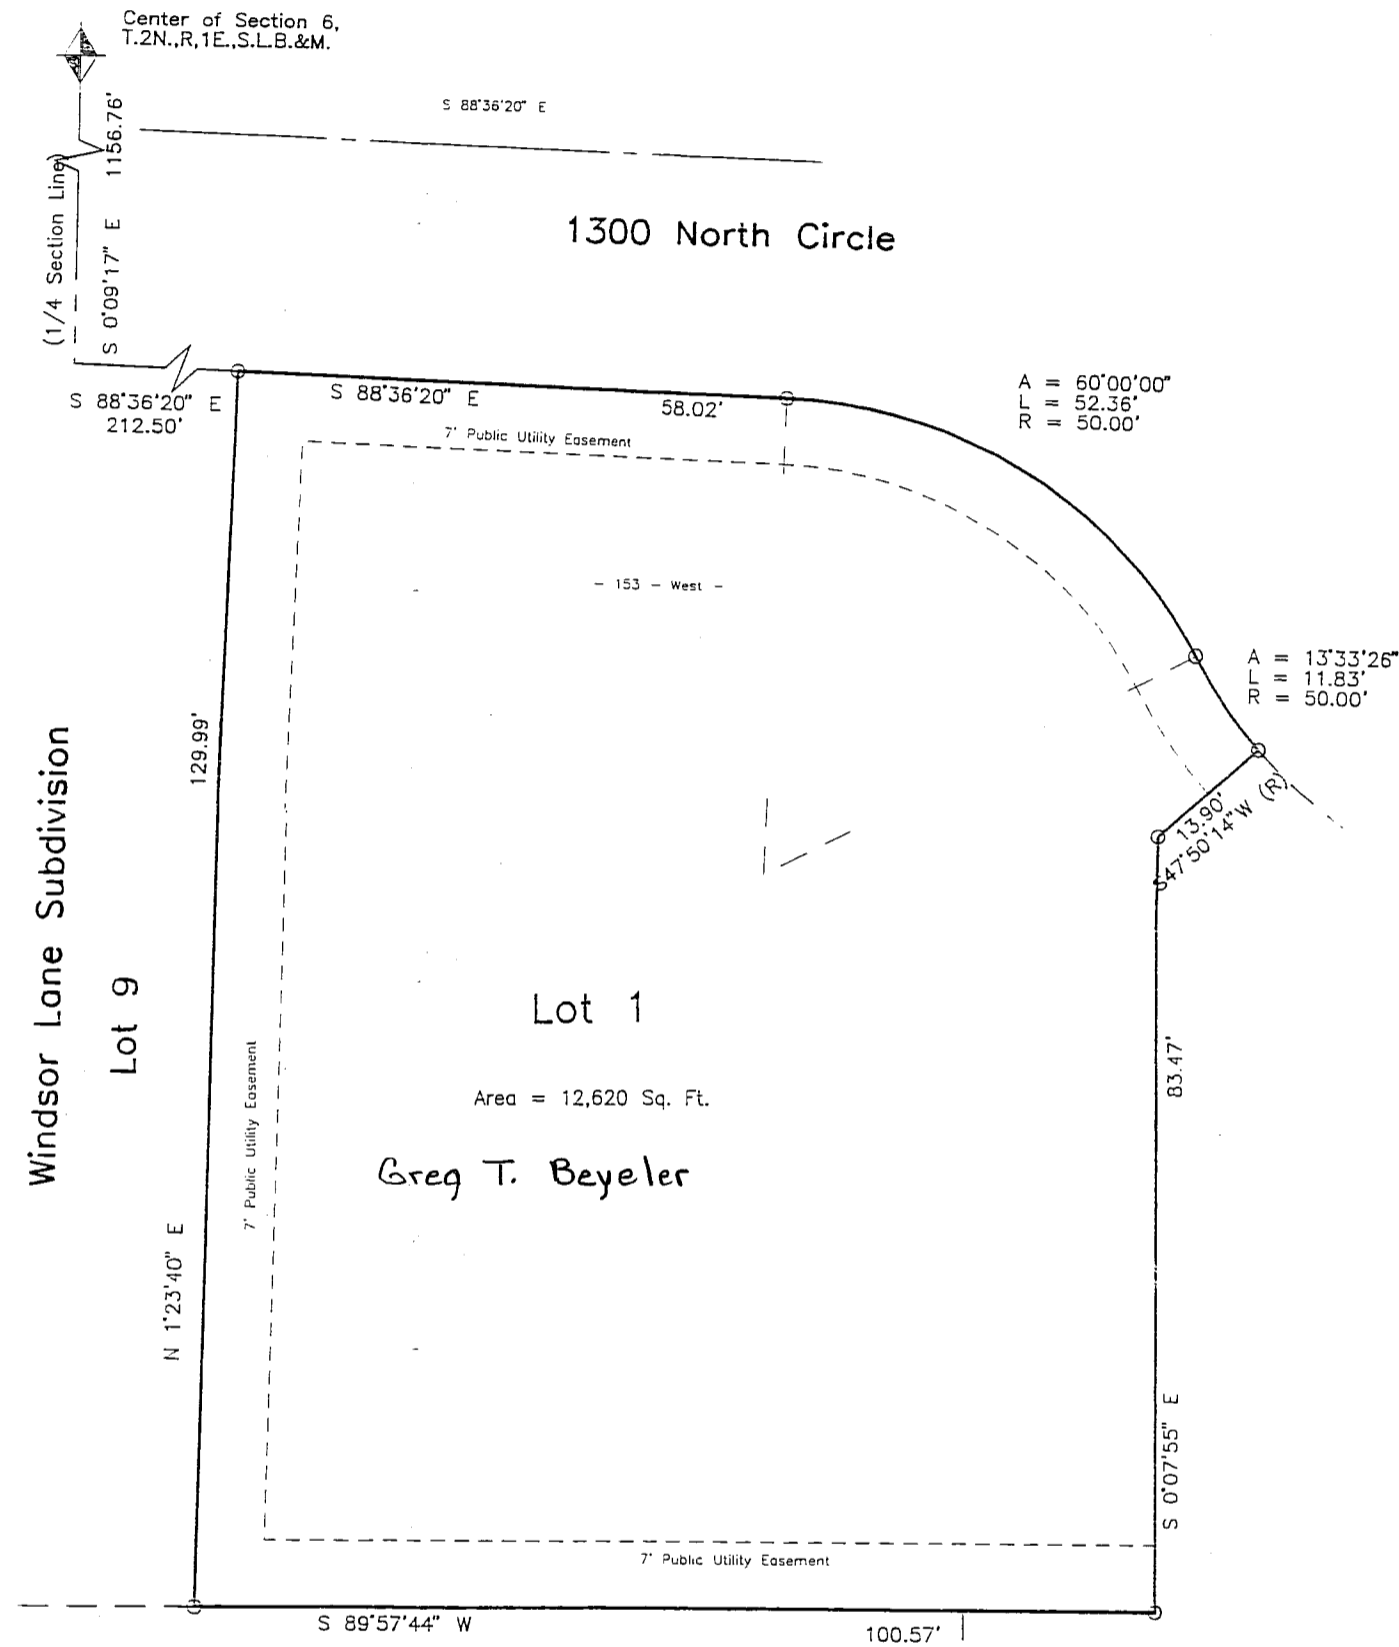 Center of Section 6,
T.2N.,R,1E.,S.L.B.&M.
S 88°36'20" E
(1/4 Section Line)
S 0°09'17" E 1156.76'
1300 North Circle
S 88°36'20" E
212.50'
S 88°36'20" E
58.02'
A = 60°00'00"
L = 52.36'
R = 50.00'
7' Public Utility Easement
- 153 - West -
A = 13°33'26"
L = 11.83'
R = 50.00'
13.90'
S47°50'14"W (R)
129.99'
N 1°23'40" E
Windsor Lane Subdivision
Lot 9
7' Public Utility Easement
Lot 1
Area = 12,620 Sq. Ft.
Greg T. Beyeler
83.47'
S 0°07'55" E
7' Public Utility Easement
S 89°57'44" W
100.57'